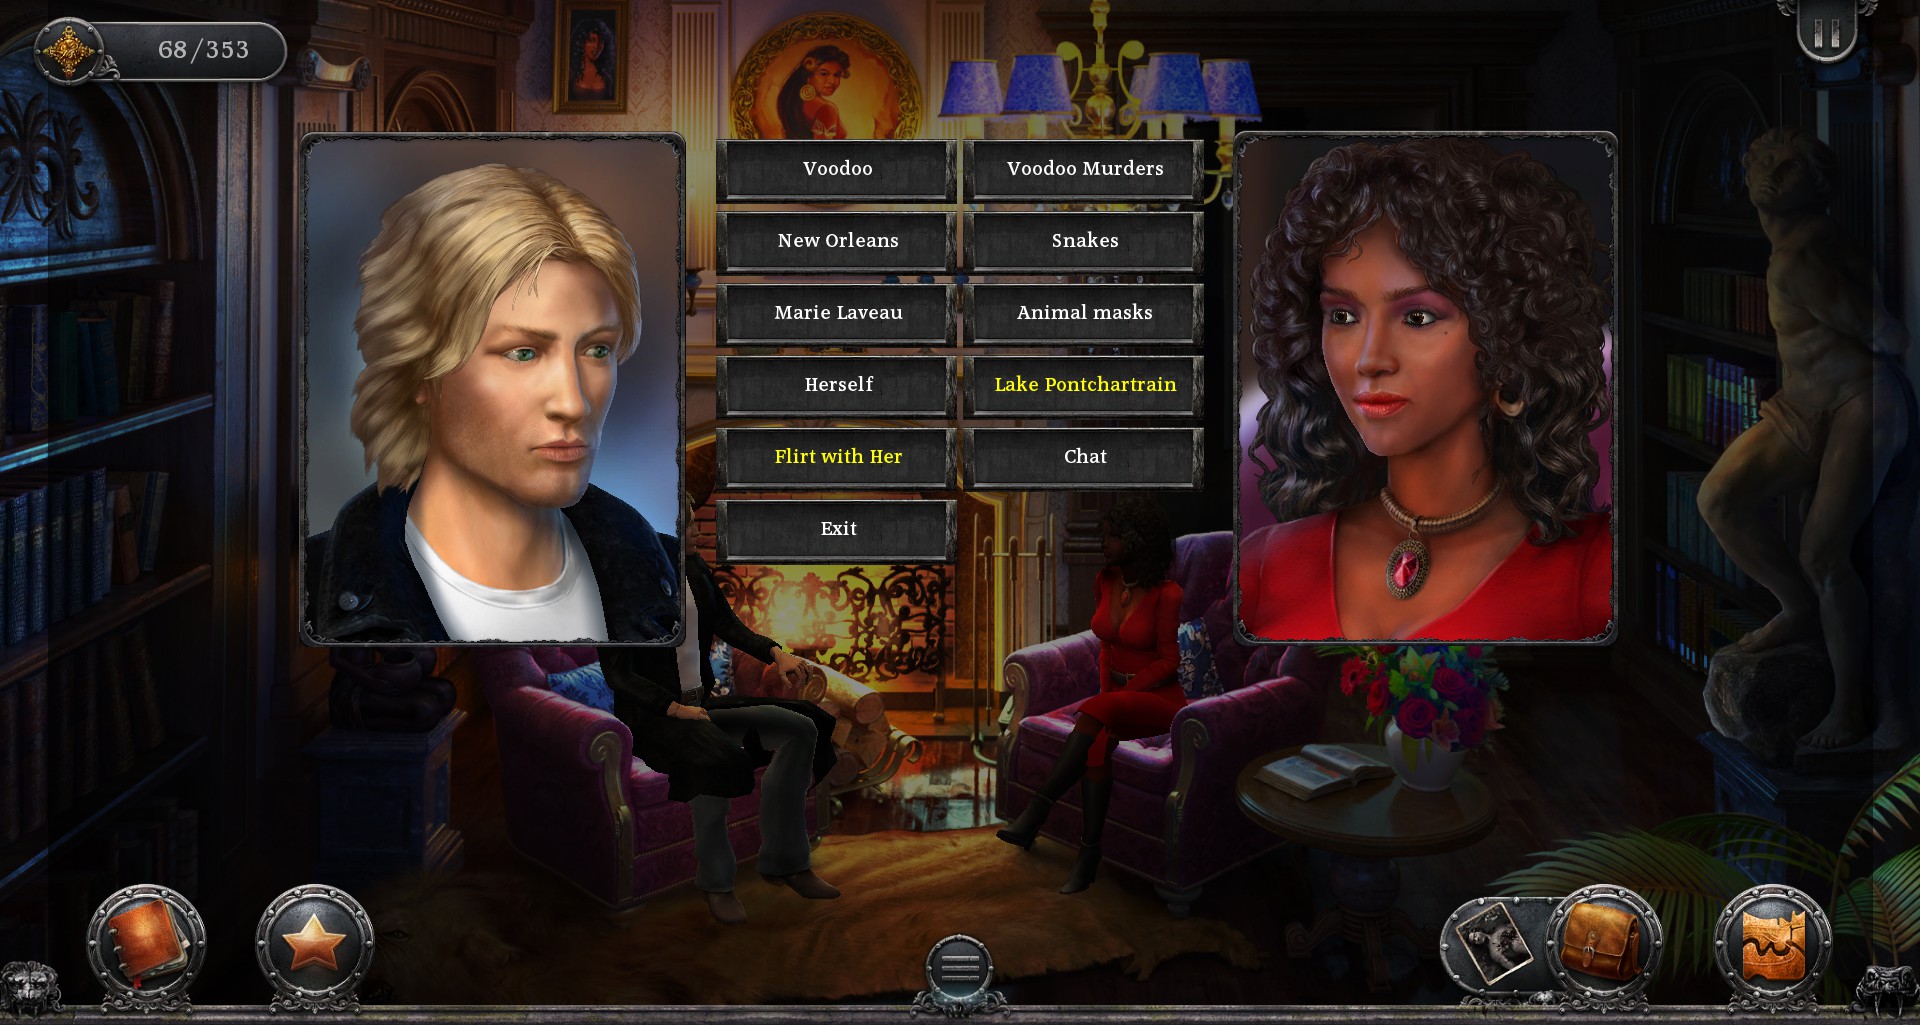 68/353
Voodoo
Voodoo Murders
New Orleans
Snakes
Marie Laveau
Animal masks
Herself
Lake Pontchartrain
Flirt with Her
Chat
Exit